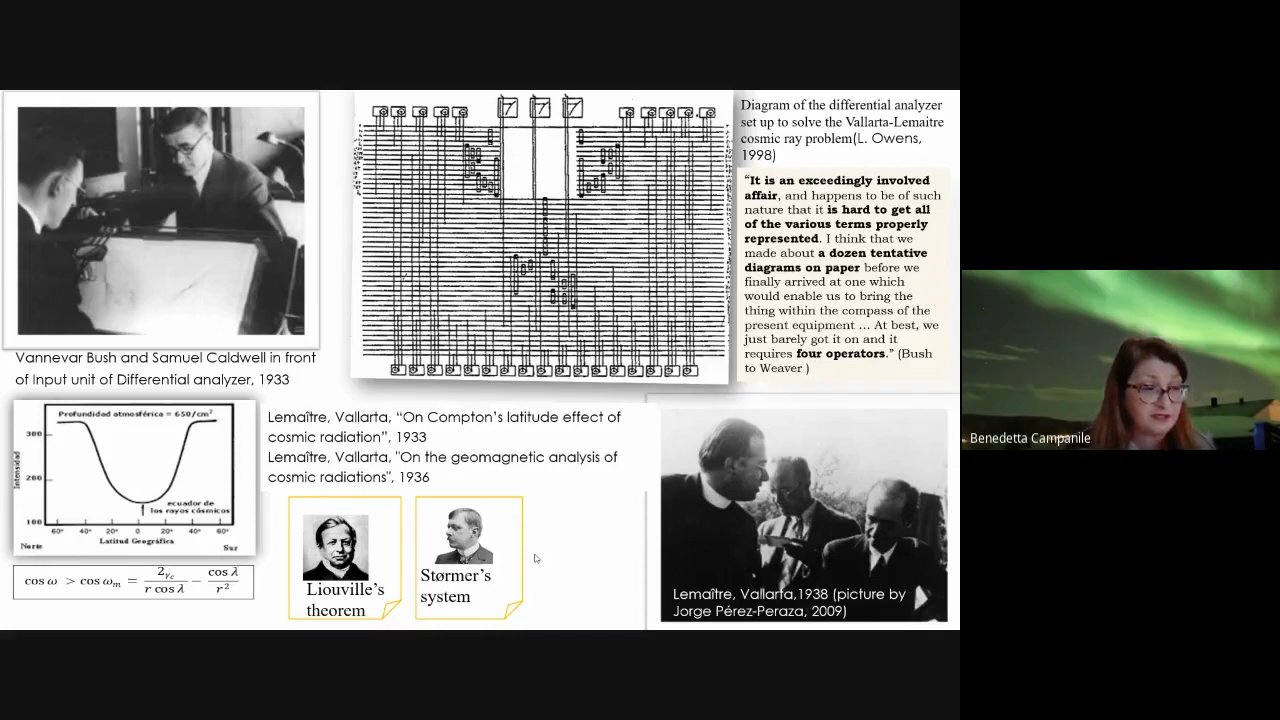 Diagram of the differential analyzer
set up to solve the Vallarta-Lemaitre
cosmic ray problem(L. Owens,
1998)
“It is an exceedingly involved
affair, and happens to be of such
nature that it is hard to get all
of the various terms properly
represented. I think that we
made about a dozen tentative
diagrams on paper before we
finally arrived at one which
would enable us to bring the
thing within the compass of the
present equipment ... At best, we
just barely got it on and it
requires four operators.” (Bush
to Weaver )
Vannevar Bush and Samuel Caldwell in front
of Input unit of Differential analyzer, 1933
Profundidad atmosférica = 650/cm²
300
200
100
Intensidad
ecuador de
los rayos cósmicos
60° 40° 20° 0 20° 40° 60°
Latitud Geográfica
Norte Sur
cos ω > cos ωₘ = 2γ_c / (r cos λ) − cos λ / r²
Lemaître, Vallarta, “On Compton’s latitude effect of
cosmic radiation”, 1933
Lemaître, Vallarta, "On the geomagnetic analysis of
cosmic radiations", 1936
Liouville’s
theorem
Størmer’s
system
Lemaître, Vallarta,1938 (picture by
Jorge Pérez-Peraza, 2009)
Benedetta Campanile